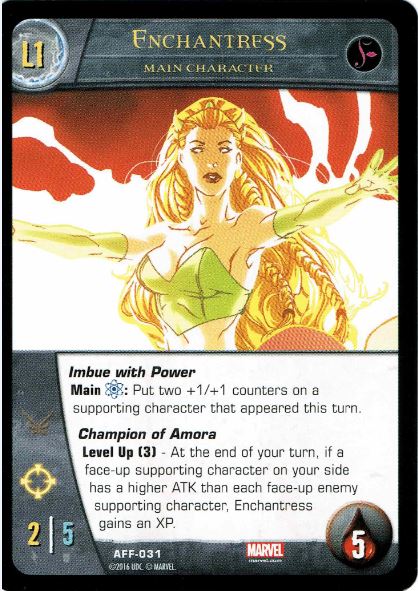 L1
ENCHANTRESS
MAIN CHARACTER
Imbue with Power
Main : Put two +1/+1 counters on a
supporting character that appeared this turn.
Champion of Amora
Level Up (3) - At the end of your turn, if a
face-up supporting character on your side
has a higher ATK than each face-up enemy
supporting character, Enchantress
gains an XP.
2 | 5
5
AFF-031
©2016 UDC. © MARVEL.
MARVEL
marvel.com